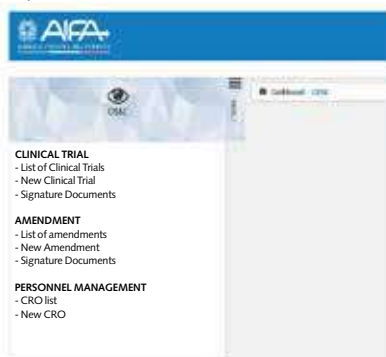 AIFA
OsSC
CLINICAL TRIAL
- List of Clinical Trials
- New Clinical Trial
- Signature Documents
AMENDMENT
- List of amendments
- New Amendment
- Signature Documents
PERSONNEL MANAGEMENT
- CRO list
- New CRO